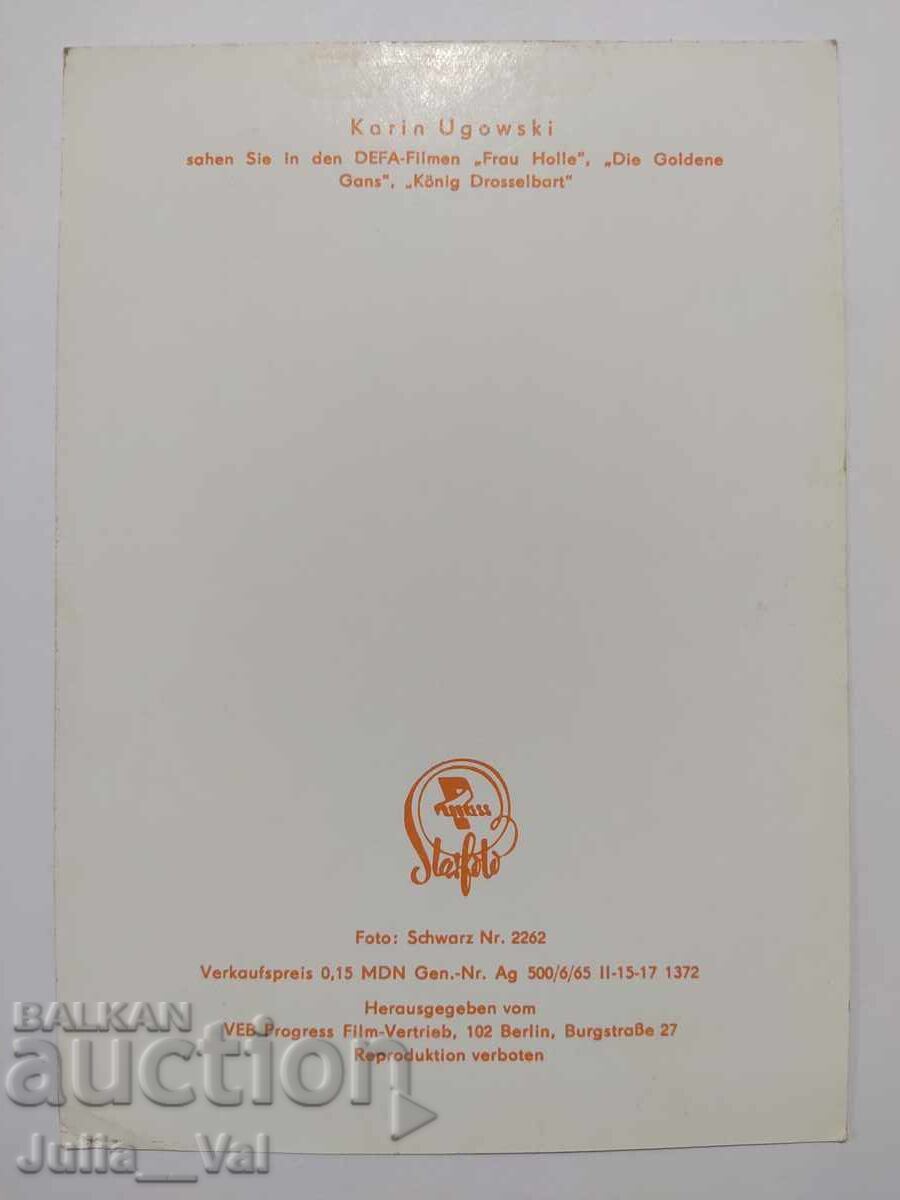 Karin Ugowski
sahen Sie in den DEFA-Filmen „Frau Holle", „Die Goldene
Gans", „König Drosselbart"
PROGRESS
Starfoto
Foto: Schwarz Nr. 2262
Verkaufspreis 0,15 MDN Gen.-Nr. Ag 500/6/65 II-15-17 1372
Herausgegeben vom
VEB Progress Film-Vertrieb, 102 Berlin, Burgstraße 27
Reproduktion verboten
BALKAN
auction
Julia__Val